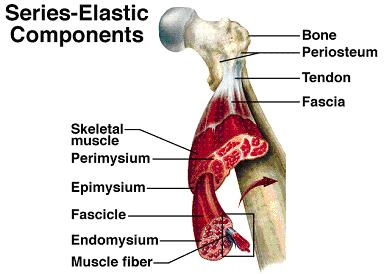 Series-Elastic
Components
Bone
Periosteum
Tendon
Fascia
Skeletal
muscle
Perimysium
Epimysium
Fascicle
Endomysium
Muscle fiber